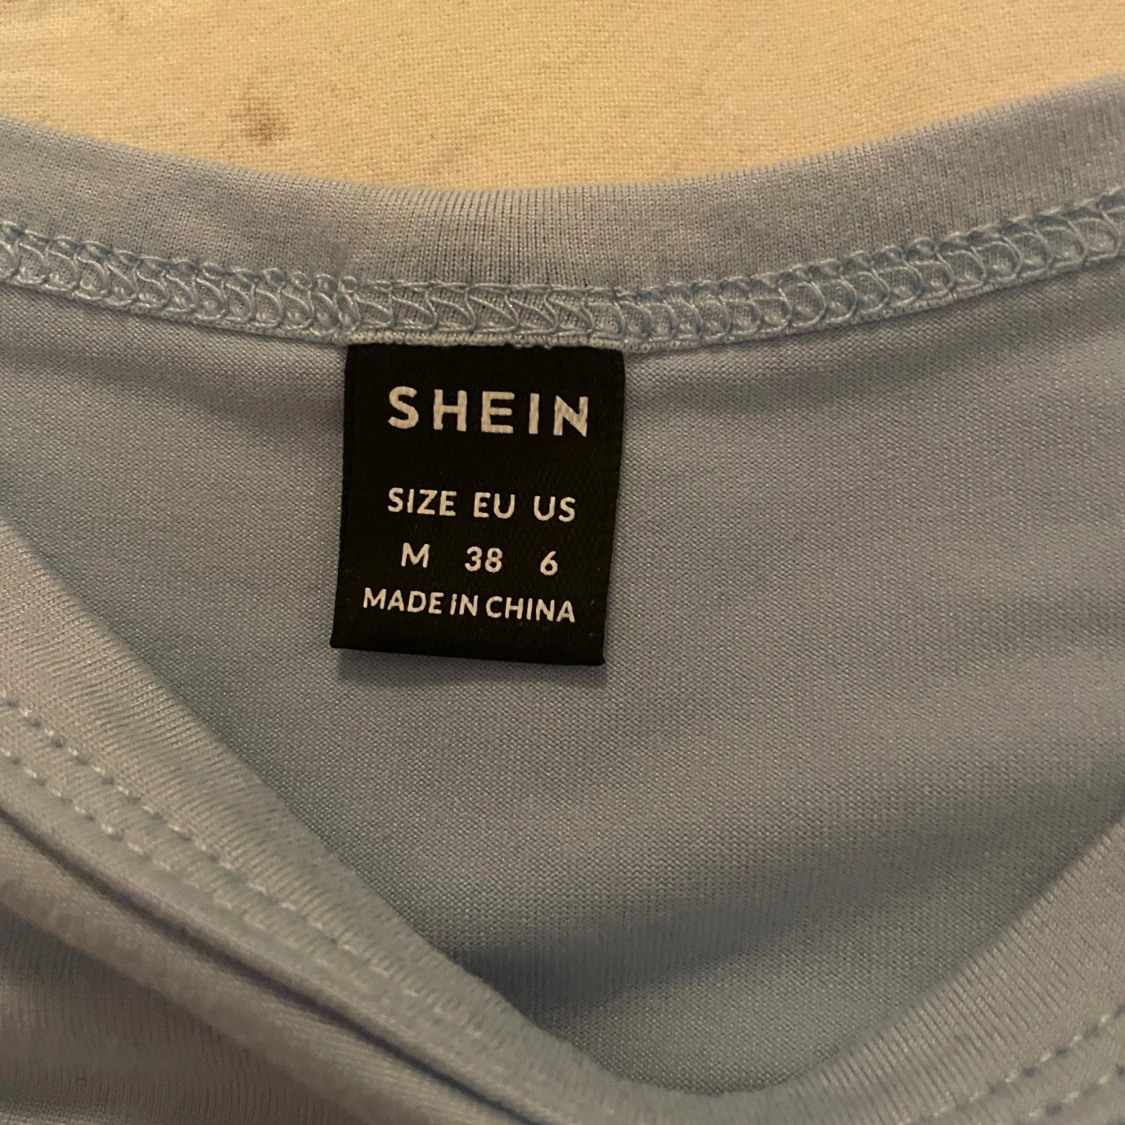 SHEIN
SIZE EU US
M 38 6
MADE IN CHINA